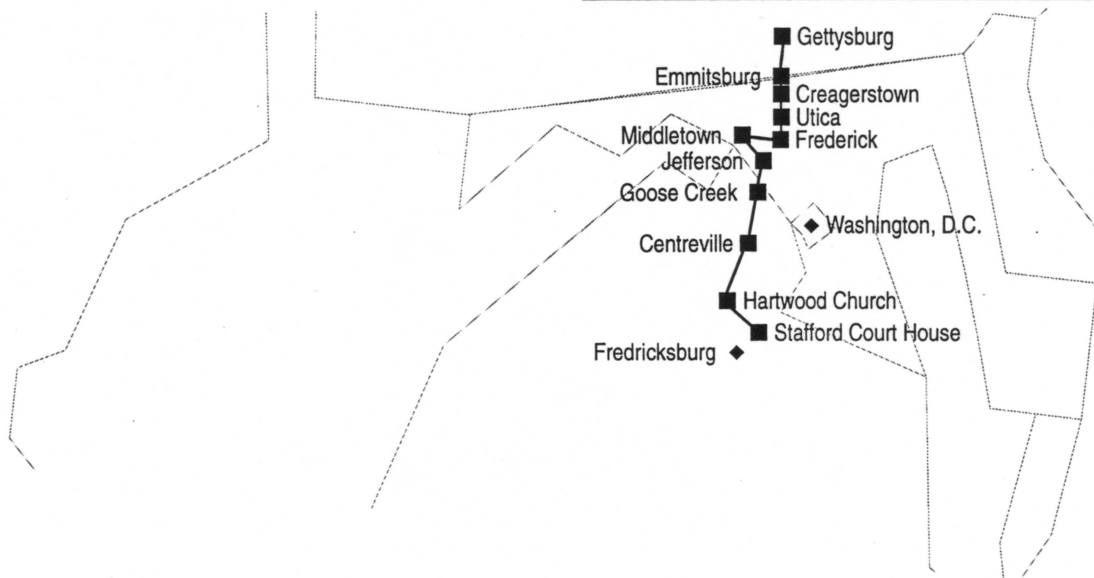 Gettysburg
Emmitsburg
Creagerstown
Utica
Middletown
Frederick
Jefferson
Goose Creek
Washington, D.C.
Centreville
Hartwood Church
Stafford Court House
Fredricksburg